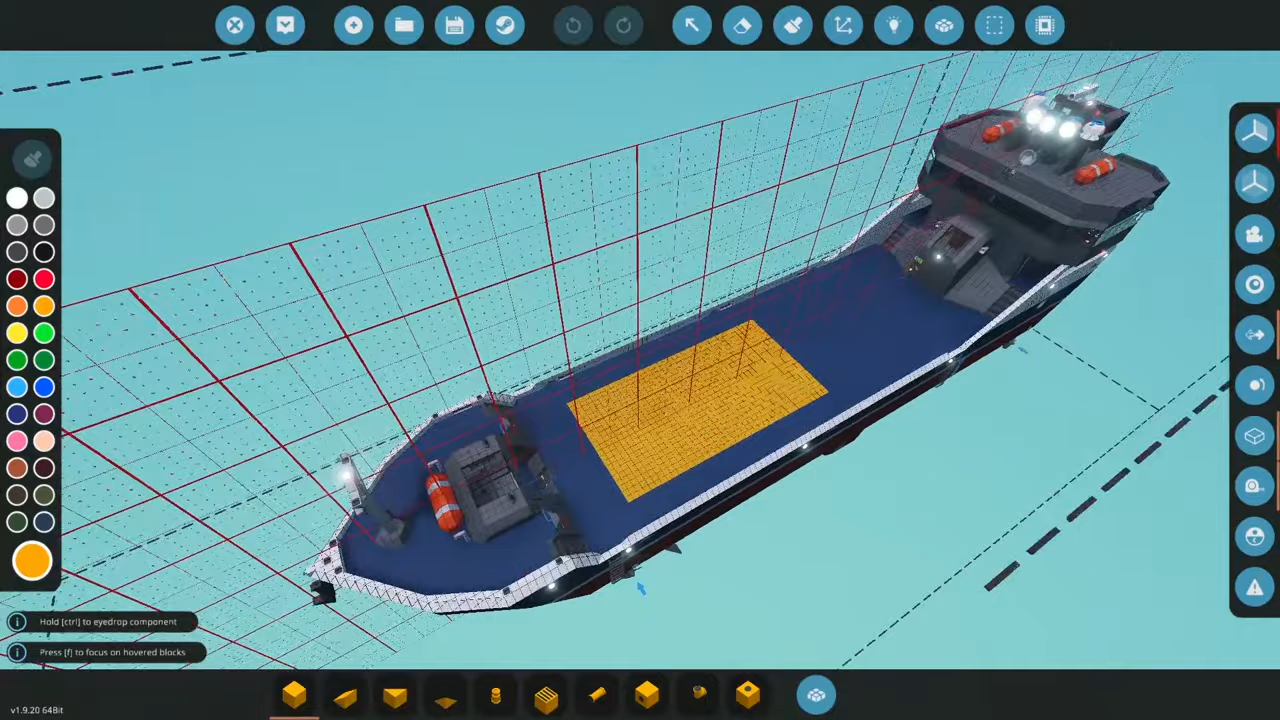 Hold [ctrl] to eyedrop component
Press [f] to focus on hovered blocks
v1.9.20 64Bit